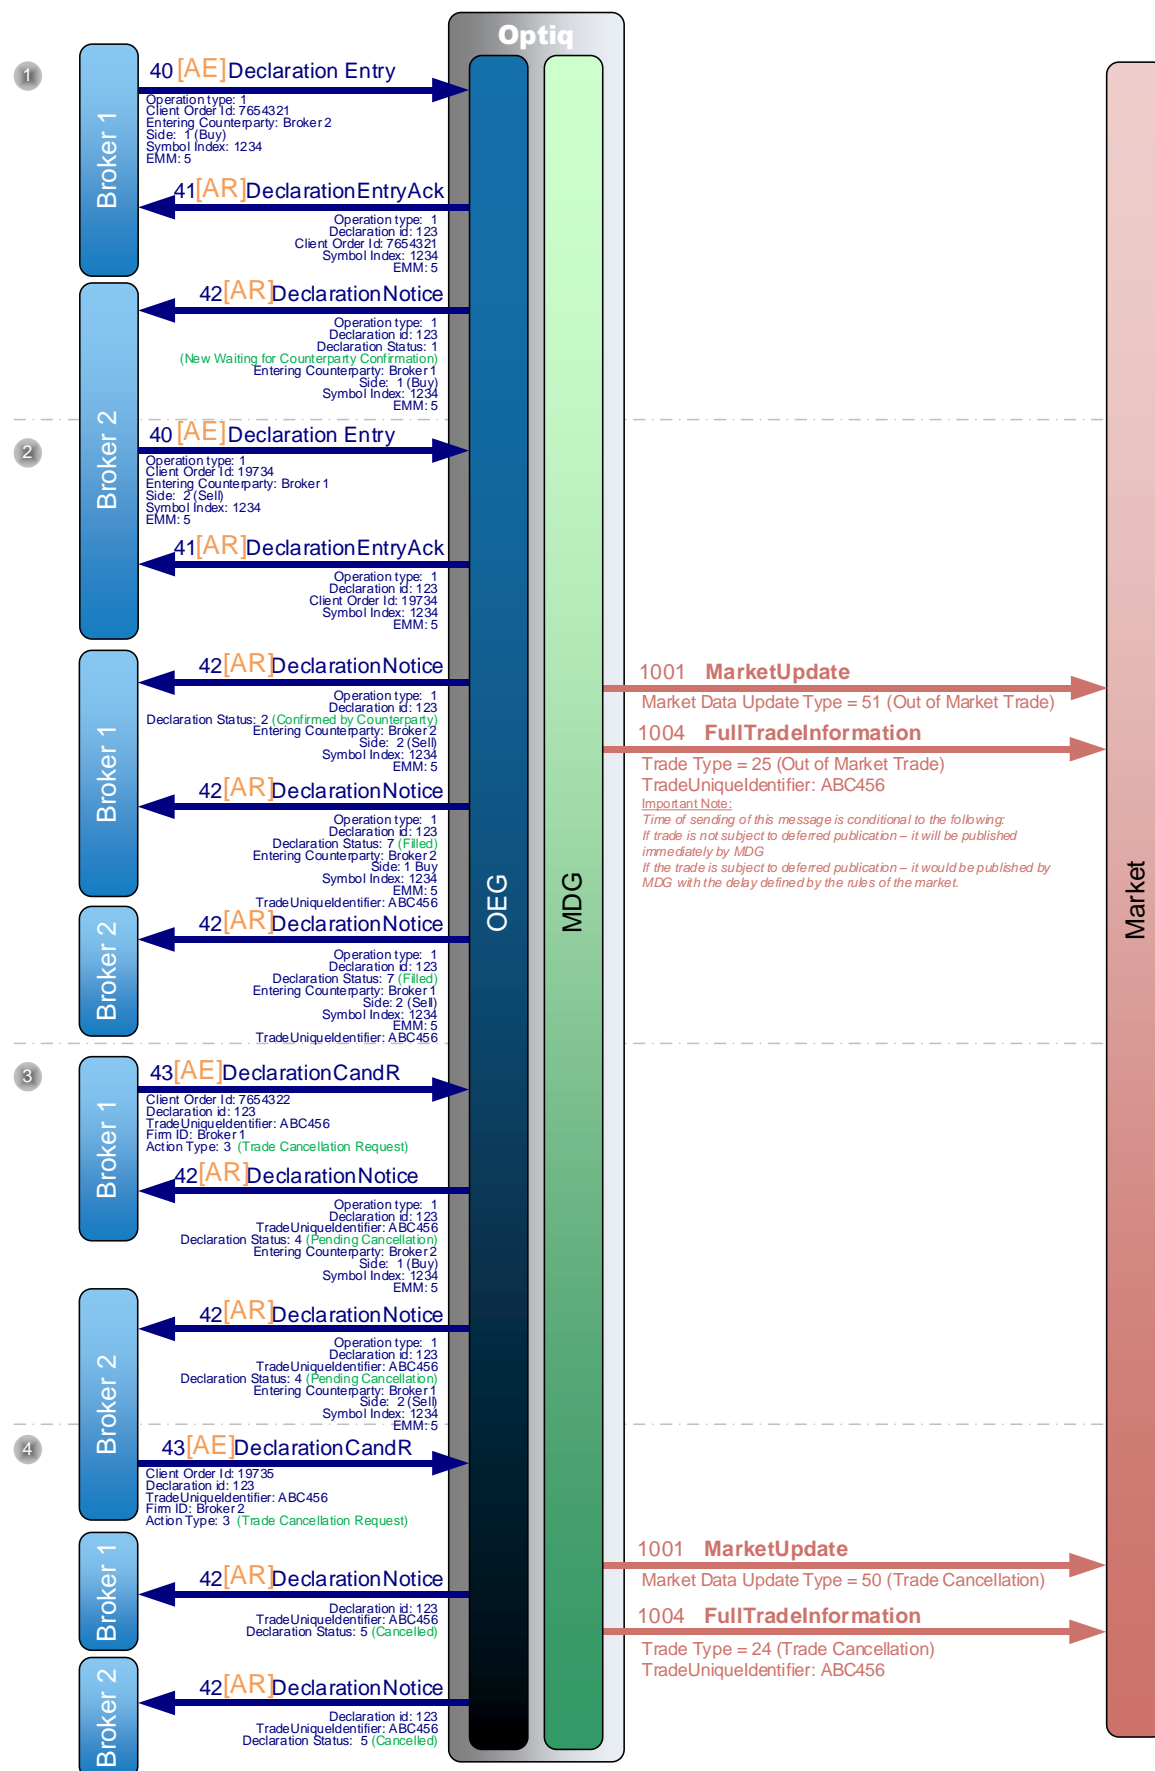 Optiq
1
Broker 1
40 [AE] Declaration Entry
Operation type: 1
Client Order Id: 7654321
Entering Counterparty: Broker 2
Side: 1 (Buy)
Symbol Index: 1234
EMM: 5
41[AR]DeclarationEntryAck
Operation type: 1
Declaration id: 123
Client Order Id: 7654321
Symbol Index: 1234
EMM: 5
Broker 2
42[AR]DeclarationNotice
Operation type: 1
Declaration id: 123
Declaration Status: 1
(New Waiting for Counterparty Confirmation)
Entering Counterparty: Broker 1
Side: 1 (Buy)
Symbol Index: 1234
EMM: 5
2
40 [AE] Declaration Entry
Operation type: 1
Client Order Id: 19734
Entering Counterparty: Broker 1
Side: 2 (Sell)
Symbol Index: 1234
EMM: 5
41[AR]DeclarationEntryAck
Operation type: 1
Declaration id: 123
Client Order Id: 19734
Symbol Index: 1234
EMM: 5
Broker 1
42[AR]DeclarationNotice
Operation type: 1
Declaration id: 123
Declaration Status: 2 (Confirmed by Counterparty)
Entering Counterparty: Broker 2
Side: 2 (Sell)
Symbol Index: 1234
EMM: 5
42[AR]DeclarationNotice
Operation type: 1
Declaration id: 123
Declaration Status: 7 (Filled)
Entering Counterparty: Broker 2
Side: 1 Buy
Symbol Index: 1234
EMM: 5
TradeUniqueIdentifier: ABC456
Broker 2
42[AR]DeclarationNotice
Operation type: 1
Declaration id: 123
Declaration Status: 7 (Filled)
Entering Counterparty: Broker 1
Side: 2 (Sell)
Symbol Index: 1234
EMM: 5
TradeUniqueIdentifier: ABC456
OEG
MDG
1001 MarketUpdate
Market Data Update Type = 51 (Out of Market Trade)
1004 FullTradeInformation
Trade Type = 25 (Out of Market Trade)
TradeUniqueIdentifier: ABC456
Important Note:
Time of sending of this message is conditional to the following:
If trade is not subject to deferred publication – it will be published
immediately by MDG
If the trade is subject to deferred publication – it would be published by
MDG with the delay defined by the rules of the market.
Market
3
Broker 1
43[AE]DeclarationCandR
Client Order Id: 7654322
Declaration id: 123
TradeUniqueIdentifier: ABC456
Firm ID: Broker 1
Action Type: 3 (Trade Cancellation Request)
42[AR]DeclarationNotice
Operation type: 1
Declaration id: 123
TradeUniqueIdentifier: ABC456
Declaration Status: 4 (Pending Cancellation)
Entering Counterparty: Broker 2
Side: 1 (Buy)
Symbol Index: 1234
EMM: 5
Broker 2
42[AR]DeclarationNotice
Operation type: 1
Declaration id: 123
TradeUniqueIdentifier: ABC456
Declaration Status: 4 (Pending Cancellation)
Entering Counterparty: Broker 1
Side: 2 (Sell)
Symbol Index: 1234
EMM: 5
4
43[AE]DeclarationCandR
Client Order Id: 19735
Declaration id: 123
TradeUniqueIdentifier: ABC456
Firm ID: Broker 2
Action Type: 3 (Trade Cancellation Request)
Broker 1
42[AR]DeclarationNotice
Declaration id: 123
TradeUniqueIdentifier: ABC456
Declaration Status: 5 (Cancelled)
Broker 2
42[AR]DeclarationNotice
Declaration id: 123
TradeUniqueIdentifier: ABC456
Declaration Status: 5 (Cancelled)
1001 MarketUpdate
Market Data Update Type = 50 (Trade Cancellation)
1004 FullTradeInformation
Trade Type = 24 (Trade Cancellation)
TradeUniqueIdentifier: ABC456